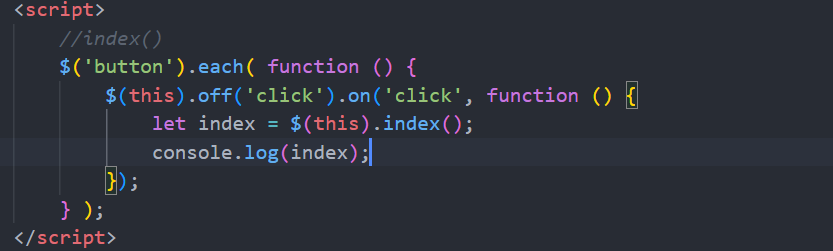 <script>
//index()
$('button').each( function () {
$(this).off('click').on('click', function () {
let index = $(this).index();
console.log(index);
});
} );
</script>